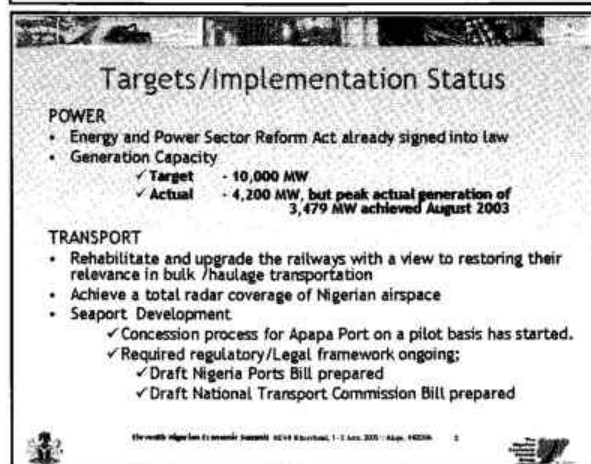 Targets/Implementation Status
POWER
• Energy and Power Sector Reform Act already signed into law
• Generation Capacity
✓ Target - 10,000 MW
✓ Actual - 4,200 MW, but peak actual generation of
3,479 MW achieved August 2003
TRANSPORT
• Rehabilitate and upgrade the railways with a view to restoring their
relevance in bulk /haulage transportation
• Achieve a total radar coverage of Nigerian airspace
• Seaport Development
✓ Concession process for Apapa Port on a pilot basis has started.
✓ Required regulatory/Legal framework ongoing;
✓ Draft Nigeria Ports Bill prepared
✓ Draft National Transport Commission Bill prepared
Eleventh Nigerian Economic Summit